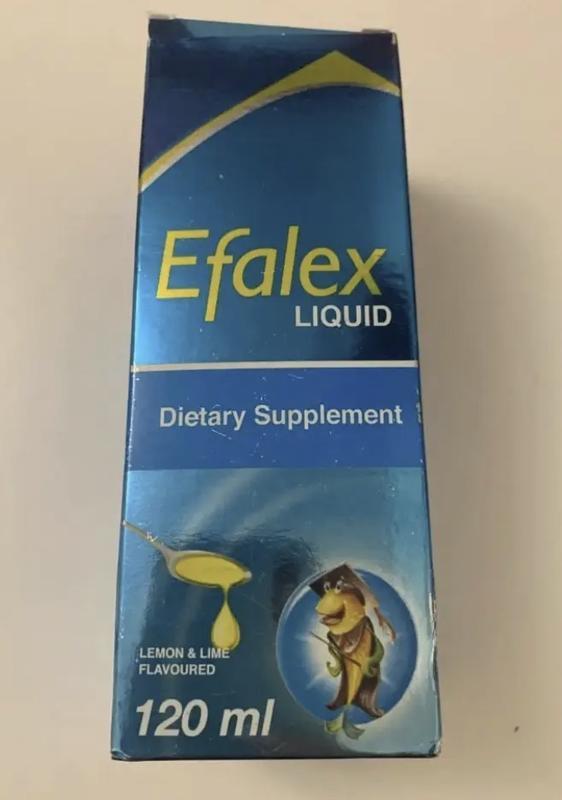 Efalex
LIQUID
Dietary Supplement
LEMON & LIME
FLAVOURED
120 ml